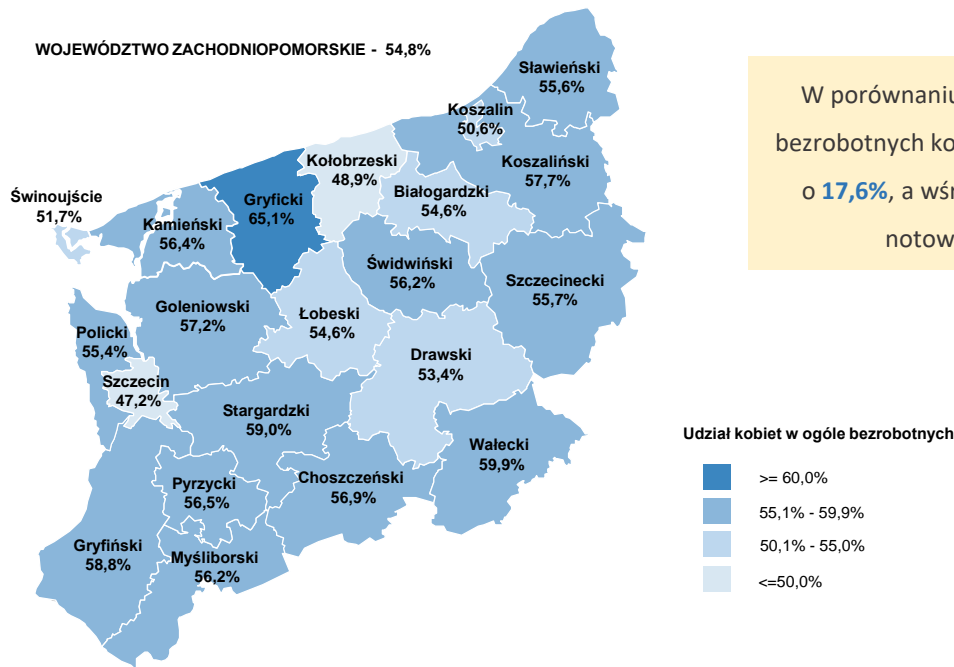 WOJEWÓDZTWO ZACHODNIOPOMORSKIE - 54,8%
Sławieński
55,6%
Koszalin
50,6%
Koszaliński
57,7%
Kołobrzeski
48,9%
Białogardzki
54,6%
Gryficki
65,1%
Świnoujście
51,7%
Kamieński
56,4%
Świdwiński
56,2%
Szczecinecki
55,7%
Goleniowski
57,2%
Łobeski
54,6%
Policki
55,4%
Drawski
53,4%
Szczecin
47,2%
Stargardzki
59,0%
Wałecki
59,9%
Choszczeński
56,9%
Pyrzycki
56,5%
Gryfiński
58,8%
Myśliborski
56,2%
W porównaniu
bezrobotnych ko
o 17,6%, a wśr
notow
Udział kobiet w ogóle bezrobotnych
>= 60,0%
55,1% - 59,9%
50,1% - 55,0%
<=50,0%